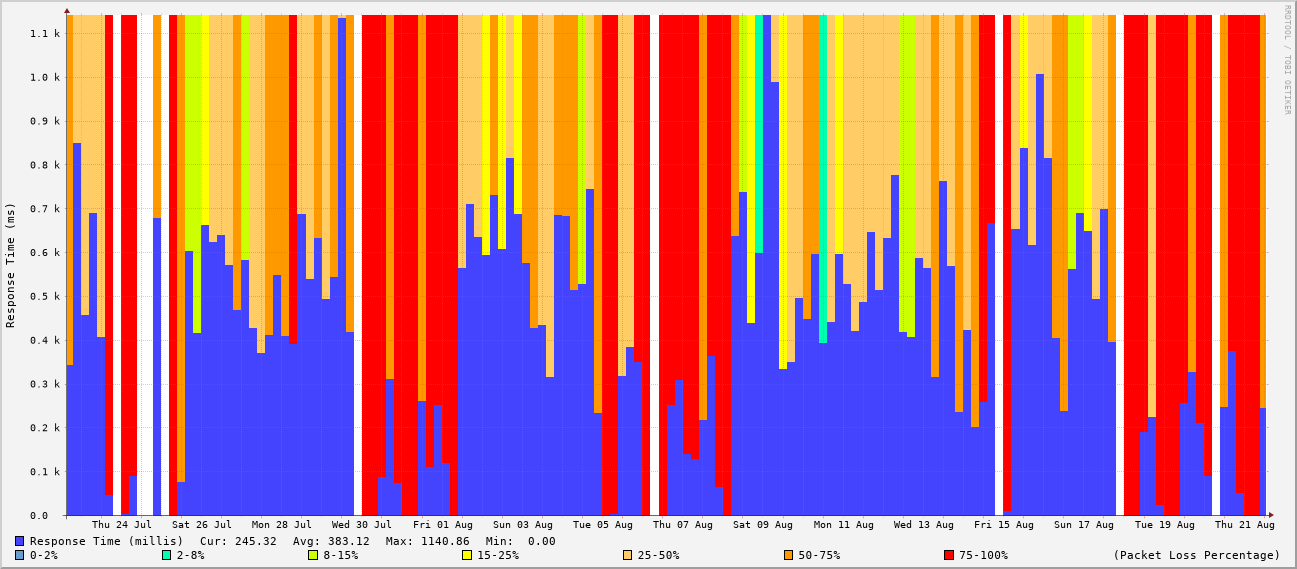 RRDTOOL / TOBI OETIKER
Response Time (ms)
1.1 k
1.0 k
0.9 k
0.8 k
0.7 k
0.6 k
0.5 k
0.4 k
0.3 k
0.2 k
0.1 k
0.0
Thu 24 Jul Sat 26 Jul Mon 28 Jul Wed 30 Jul Fri 01 Aug Sun 03 Aug Tue 05 Aug Thu 07 Aug Sat 09 Aug Mon 11 Aug Wed 13 Aug Fri 15 Aug Sun 17 Aug Tue 19 Aug Thu 21 Aug
Response Time (millis) Cur: 245.32 Avg: 383.12 Max: 1140.86 Min: 0.00
0-2% 2-8% 8-15% 15-25% 25-50% 50-75% 75-100% (Packet Loss Percentage)